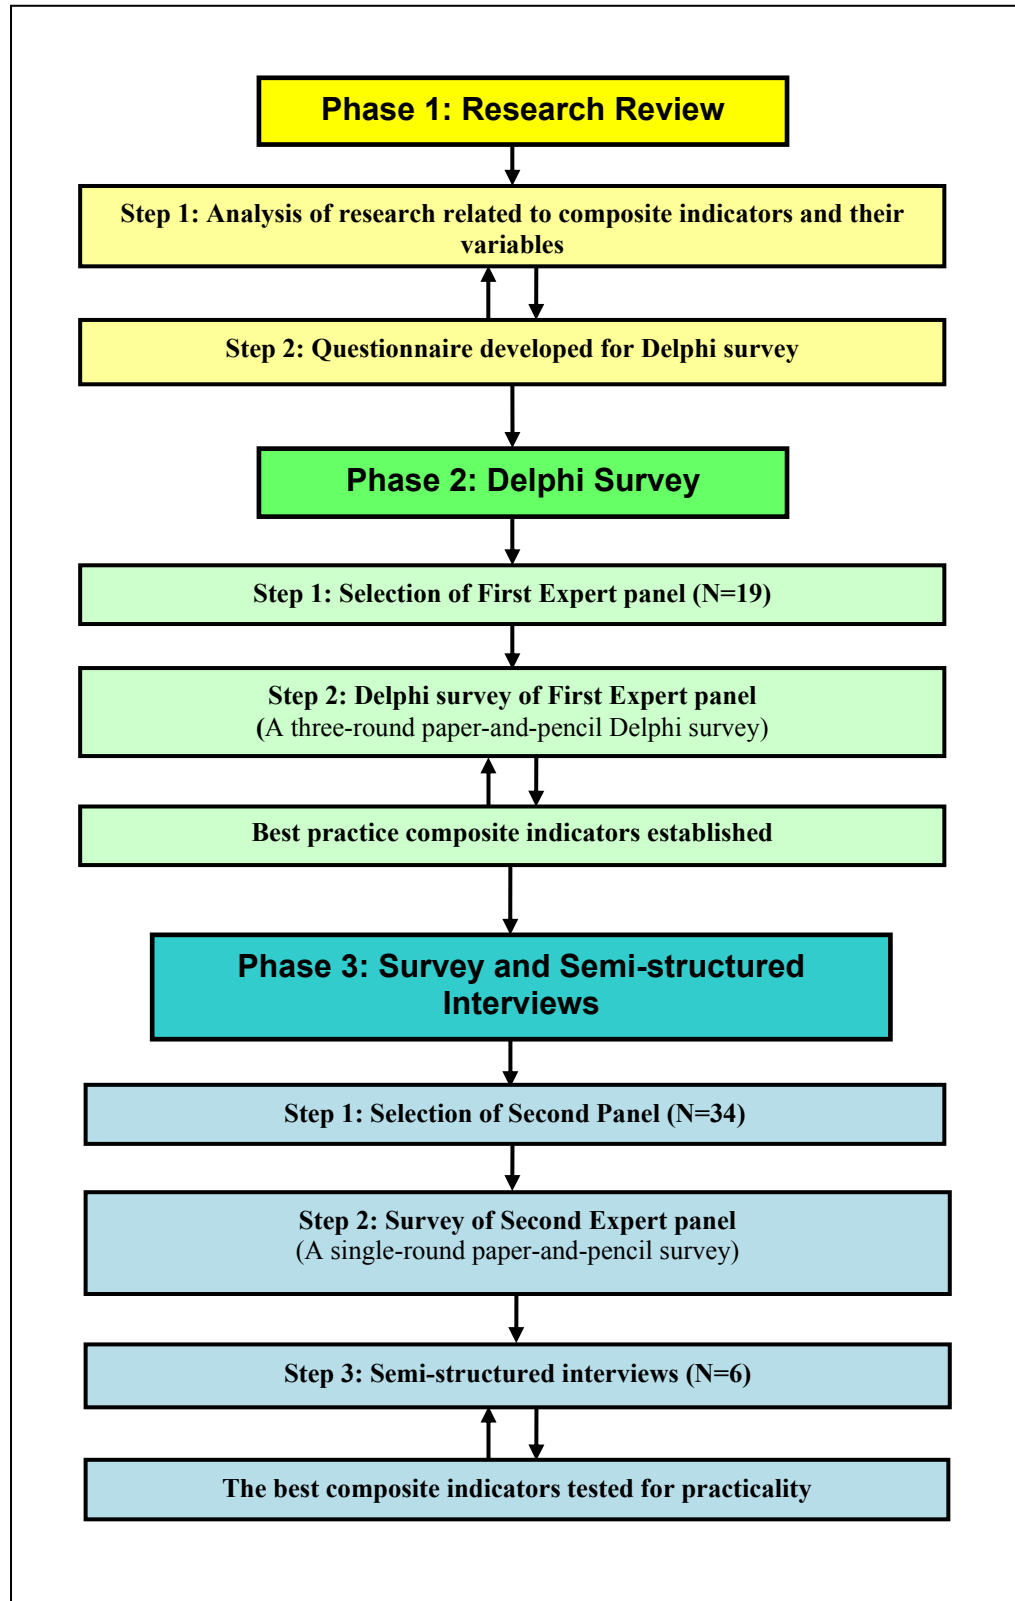 Phase 1: Research Review
Step 1: Analysis of research related to composite indicators and their
variables
Step 2: Questionnaire developed for Delphi survey
Phase 2: Delphi Survey
Step 1: Selection of First Expert panel (N=19)
Step 2: Delphi survey of First Expert panel
(A three-round paper-and-pencil Delphi survey)
Best practice composite indicators established
Phase 3: Survey and Semi-structured
Interviews
Step 1: Selection of Second Panel (N=34)
Step 2: Survey of Second Expert panel
(A single-round paper-and-pencil survey)
Step 3: Semi-structured interviews (N=6)
The best composite indicators tested for practicality